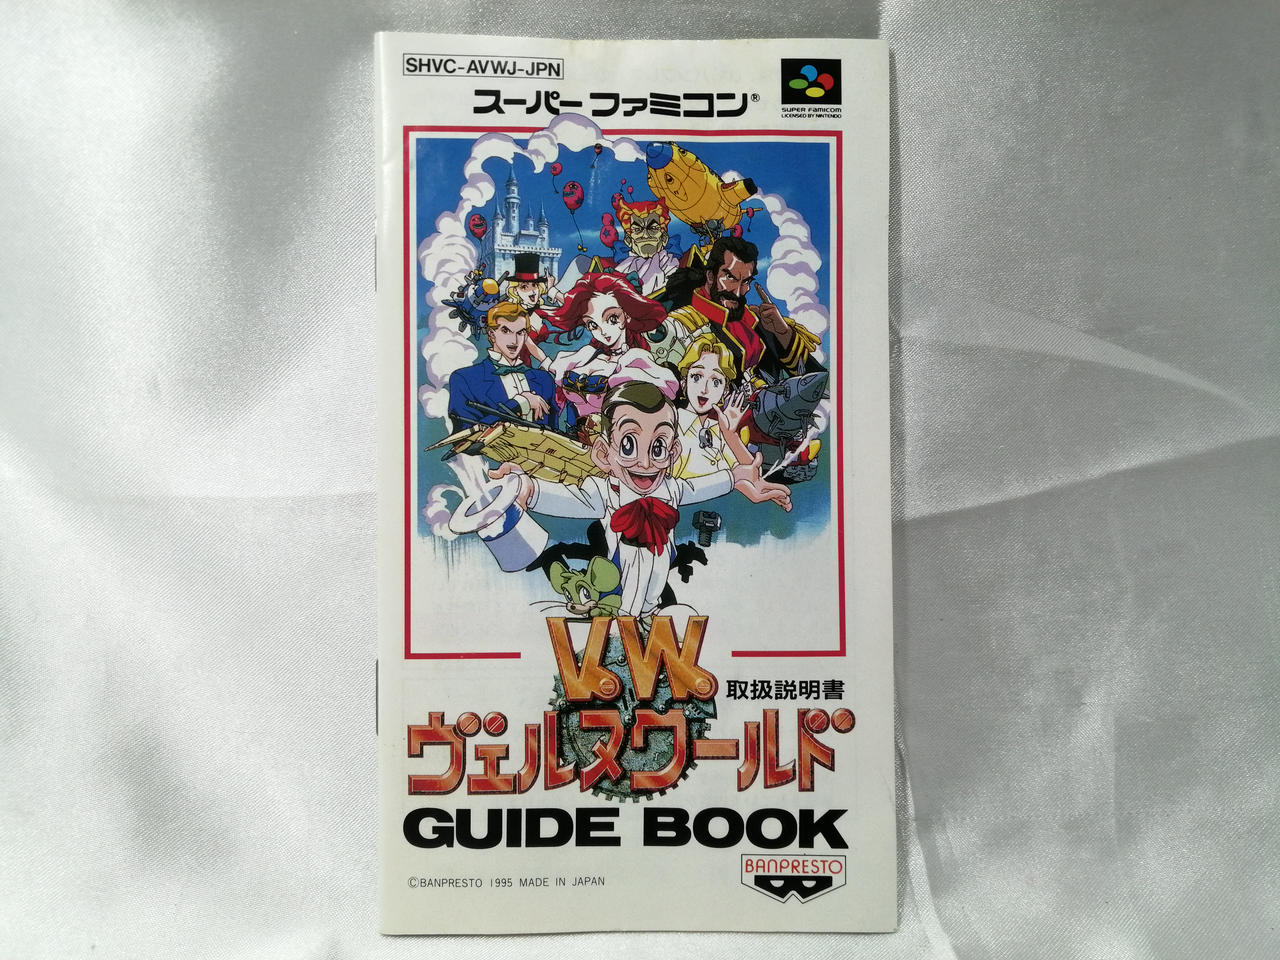 SHVC-AVWJ-JPN
スーパーファミコン®
SUPER FAMICOM
LICENSED BY NINTENDO
V.W.
取扱説明書
ヴェルヌワールド
GUIDE BOOK
BANPRESTO
©BANPRESTO 1995 MADE IN JAPAN